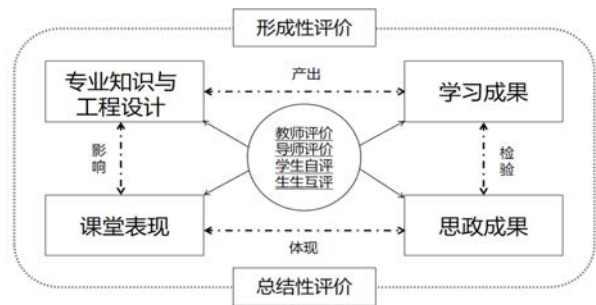 形成性评价
专业知识与
工程设计
产出
学习成果
教师评价
导师评价
学生自评
生生互评
影响
检验
课堂表现
体现
思政成果
总结性评价